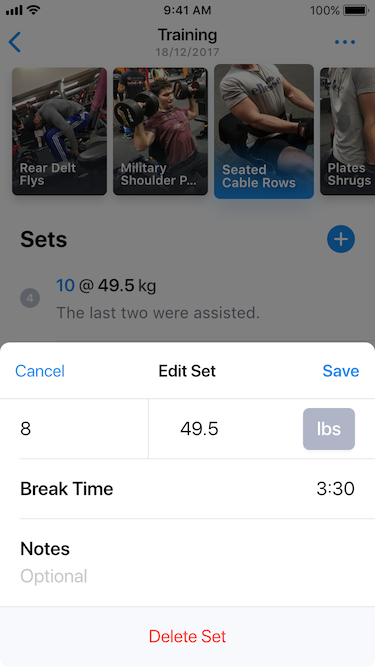 9:41 AM
100%
Training
18/12/2017
Rear Delt
Flys
Military
Shoulder P...
Seated
Cable Rows
Plates
Shrugs
Sets
4
10 @ 49.5 kg
The last two were assisted.
Cancel
Edit Set
Save
8
49.5
lbs
Break Time
3:30
Notes
Optional
Delete Set